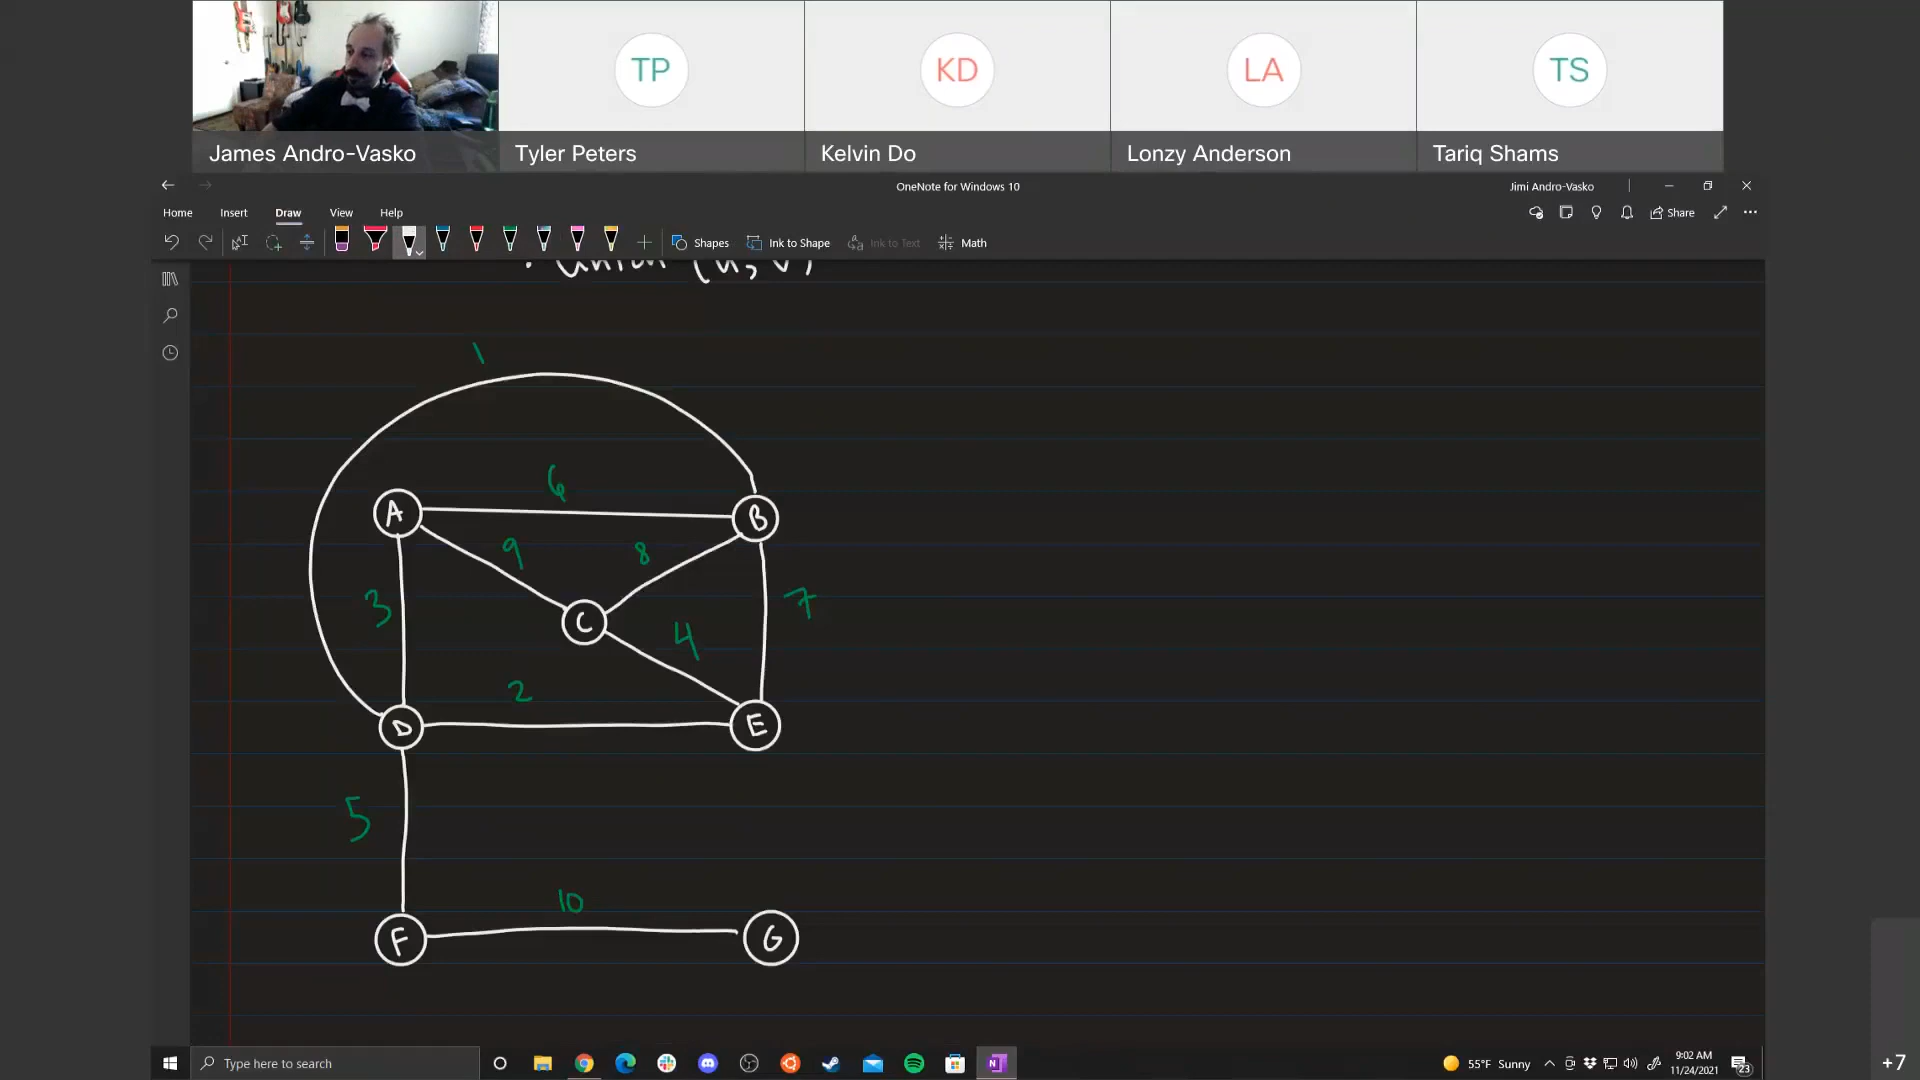 TP
KD
LA
TS
James Andro-Vasko
Tyler Peters
Kelvin Do
Lonzy Anderson
Tariq Shams
OneNote for Windows 10
Jimi Andro-Vasko
Home Insert Draw View Help
Share
Shapes
Ink to Shape
Ink to Text
Math
Union (u, v)
1
6
A
B
9
8
3
7
C
4
2
D
E
5
10
F
G
Type here to search
55°F Sunny
9:02 AM
11/24/2021
23
+7